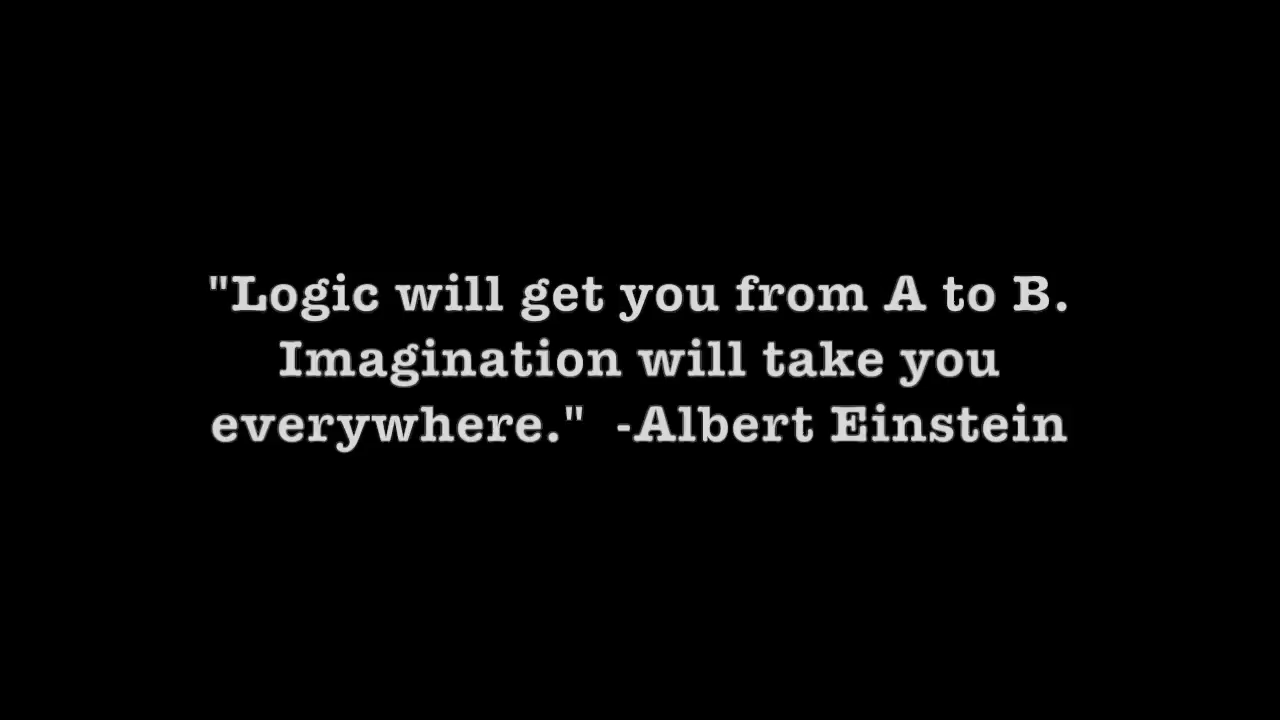 "Logic will get you from A to B.
Imagination will take you
everywhere."  -Albert Einstein